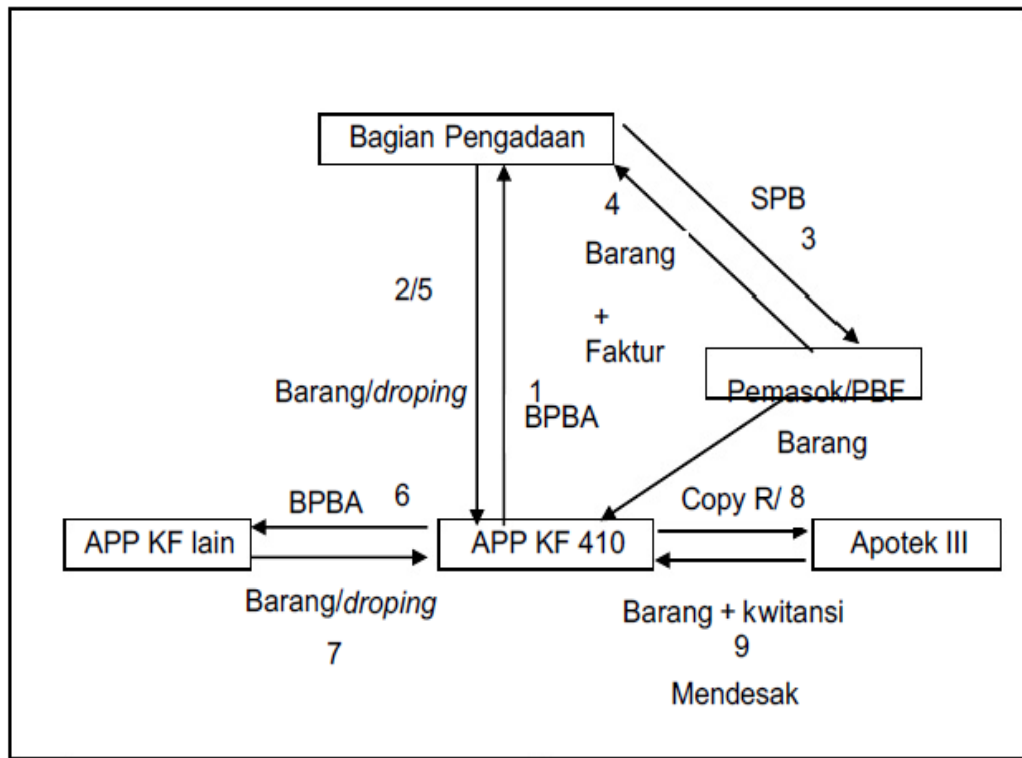 Bagian Pengadaan
SPB
3
4
Barang
+
Faktur
2/5
Barang/droping
1
BPBA
Pemasok/PBF
Barang
BPBA
6
Copy R/ 8
APP KF lain
APP KF 410
Apotek III
Barang/droping
7
Barang + kwitansi
9
Mendesak